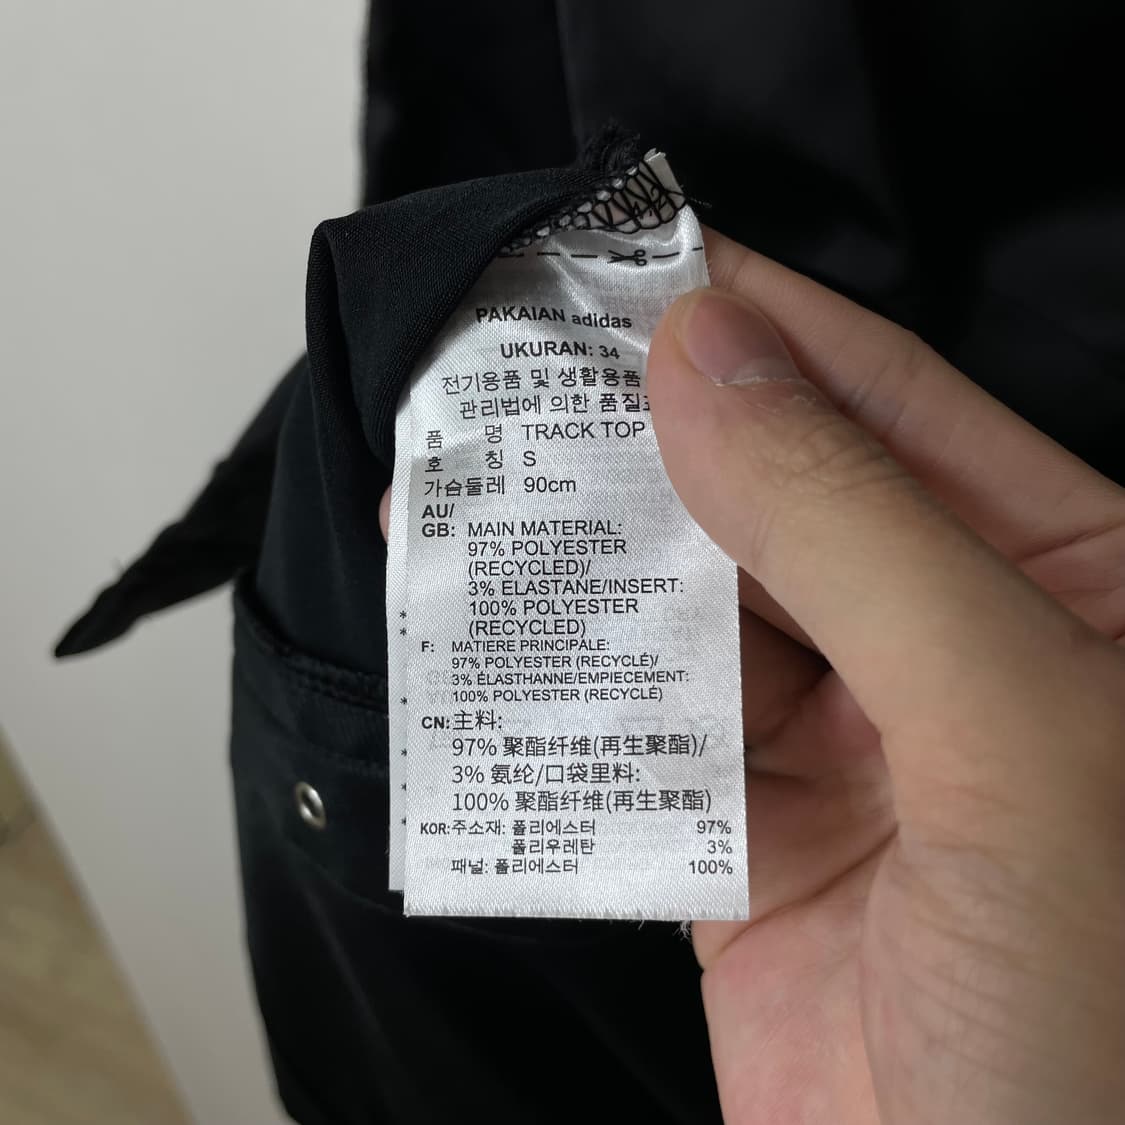 PAKAIAN adidas
UKURAN: 34
전기용품 및 생활용품
관리법에 의한 품질
품 명 TRACK TOP
호 칭 S
가슴둘레 90cm
AU/
GB: MAIN MATERIAL:
97% POLYESTER
(RECYCLED)/
3% ELASTANE/INSERT:
100% POLYESTER
(RECYCLED)
F: MATIERE PRINCIPALE:
97% POLYESTER (RECYCLÉ)/
3% ÉLASTHANNE/EMPIECEMENT:
100% POLYESTER (RECYCLÉ)
CN:主料:
97% 聚酯纤维(再生聚酯)/
3% 氨纶/口袋里料:
100% 聚酯纤维(再生聚酯)
KOR:주소재: 폴리에스터 97%
폴리우레탄 3%
패널: 폴리에스터 100%